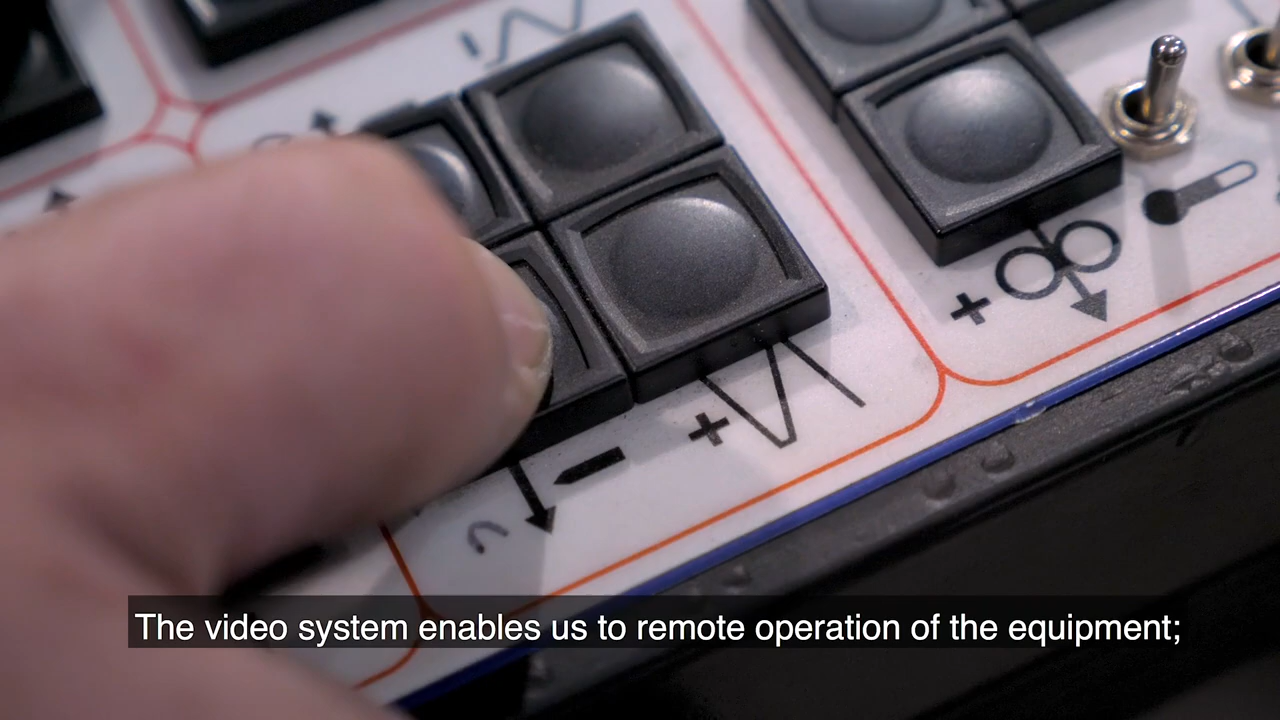 The video system enables us to remote operation of the equipment;